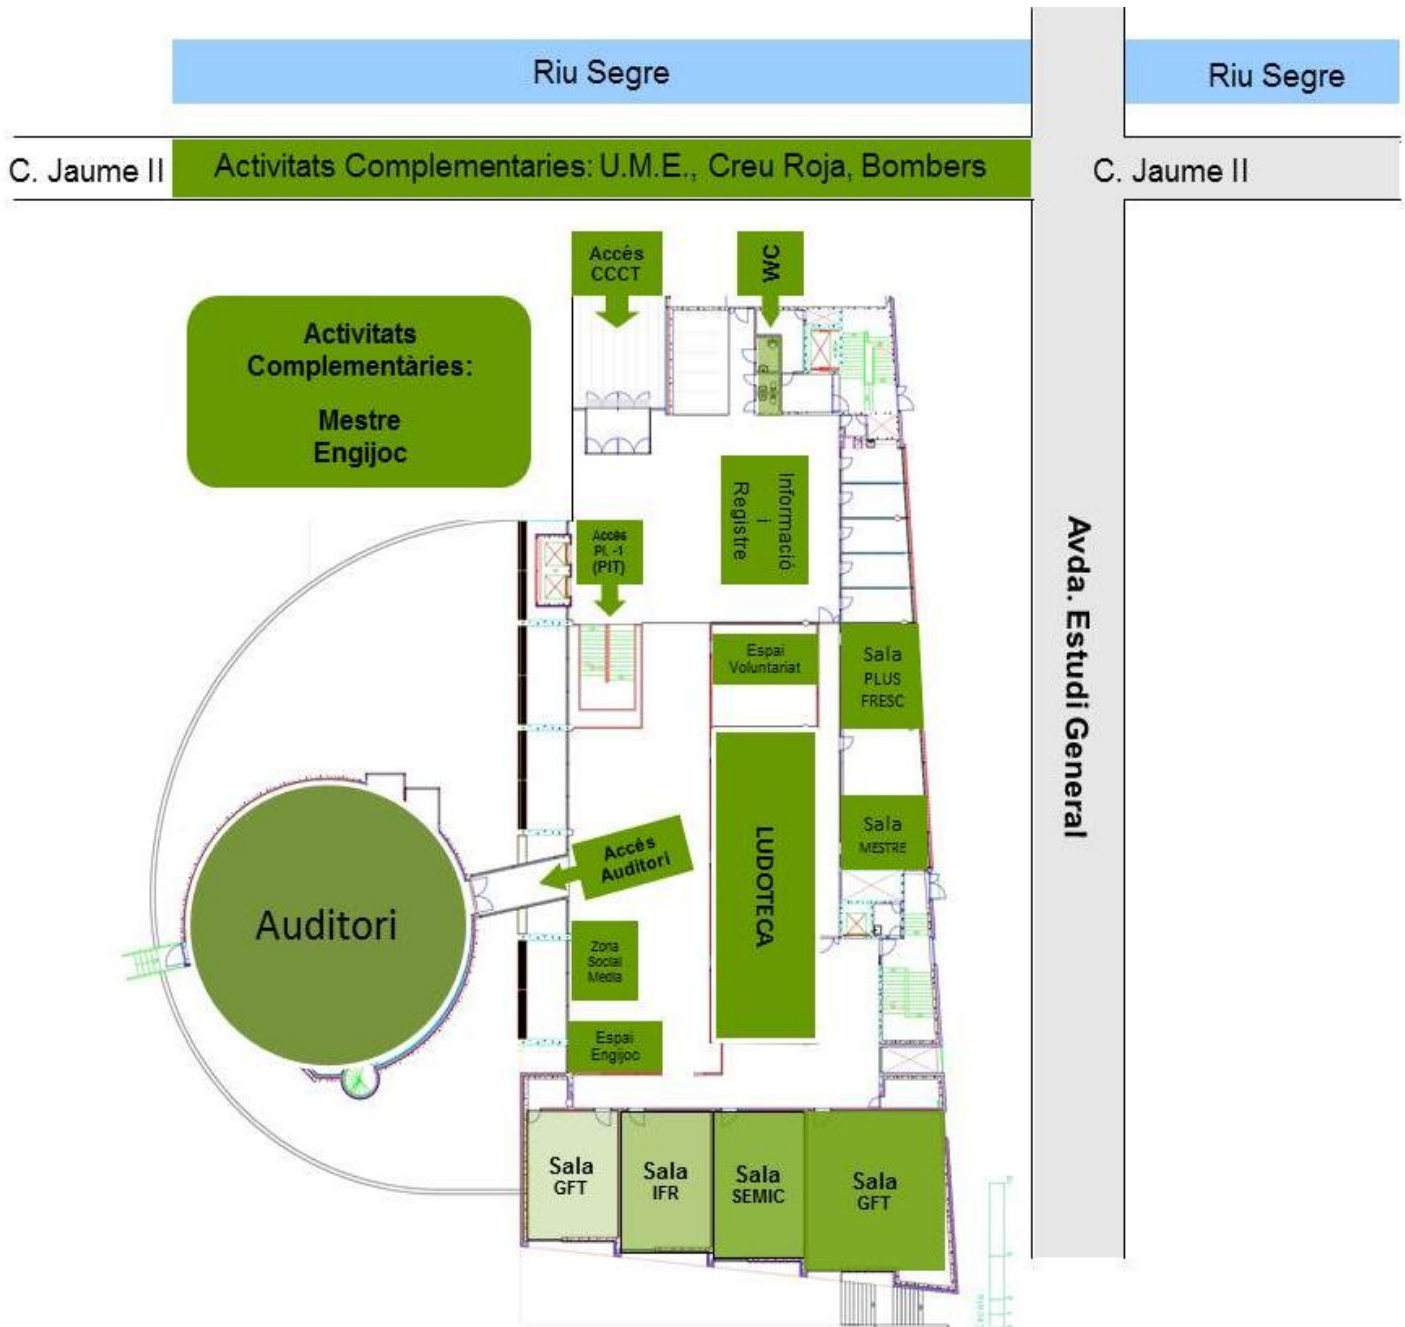 Riu Segre
Riu Segre
C. Jaume II
Activitats Complementaries: U.M.E., Creu Roja, Bombers
C. Jaume II
Accés
CCCT
WC
Activitats
Complementàries:
Mestre
Engijoc
Informació
i
Registre
Accés
Pl. -1
(PIT)
Avda. Estudi General
Espai
Voluntariat
Sala
PLUS
FRESC
LUDOTECA
Sala
MESTRE
Accés
Auditori
Auditori
Zona
Social
Media
Espai
Engijoc
Sala
GFT
Sala
IFR
Sala
SEMIC
Sala
GFT